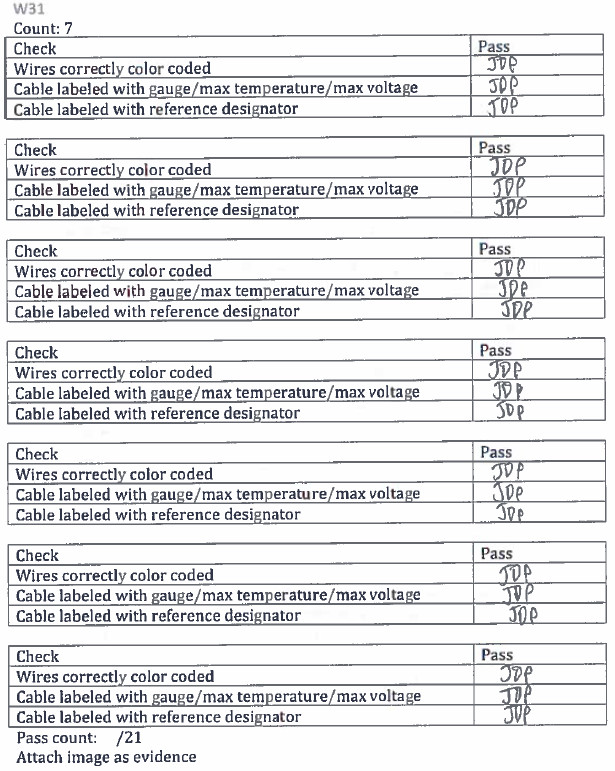 W31
Count: 7
Check Pass
Wires correctly color coded JDP
Cable labeled with gauge/max temperature/max voltage JDP
Cable labeled with reference designator JDP
Check Pass
Wires correctly color coded JDP
Cable labeled with gauge/max temperature/max voltage JDP
Cable labeled with reference designator JDP
Check Pass
Wires correctly color coded JDP
Cable labeled with gauge/max temperature/max voltage JDP
Cable labeled with reference designator JDP
Check Pass
Wires correctly color coded JDP
Cable labeled with gauge/max temperature/max voltage JDP
Cable labeled with reference designator JDP
Check Pass
Wires correctly color coded JDP
Cable labeled with gauge/max temperature/max voltage JDP
Cable labeled with reference designator JDP
Check Pass
Wires correctly color coded JDP
Cable labeled with gauge/max temperature/max voltage JDP
Cable labeled with reference designator JDP
Check Pass
Wires correctly color coded JDP
Cable labeled with gauge/max temperature/max voltage JDP
Cable labeled with reference designator JDP
Pass count: /21
Attach image as evidence